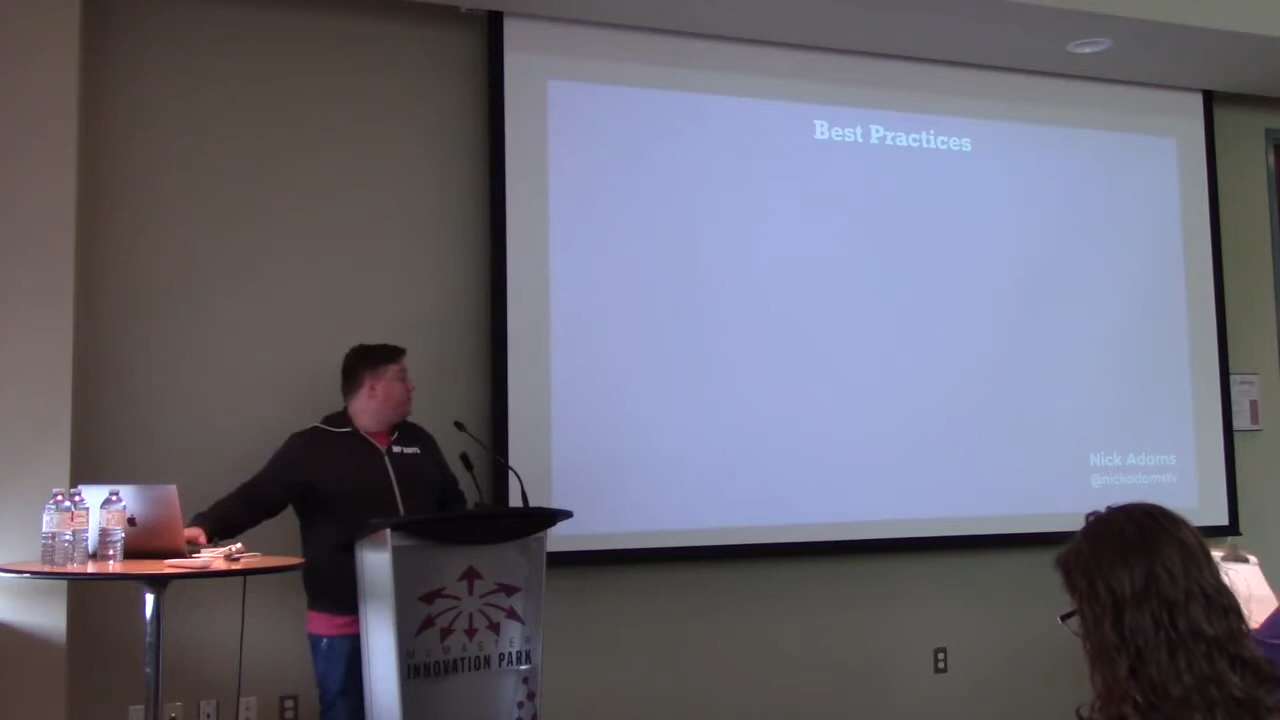 Best Practices
Nick Adams
@nickadamstv
McMASTER
INNOVATION PARK